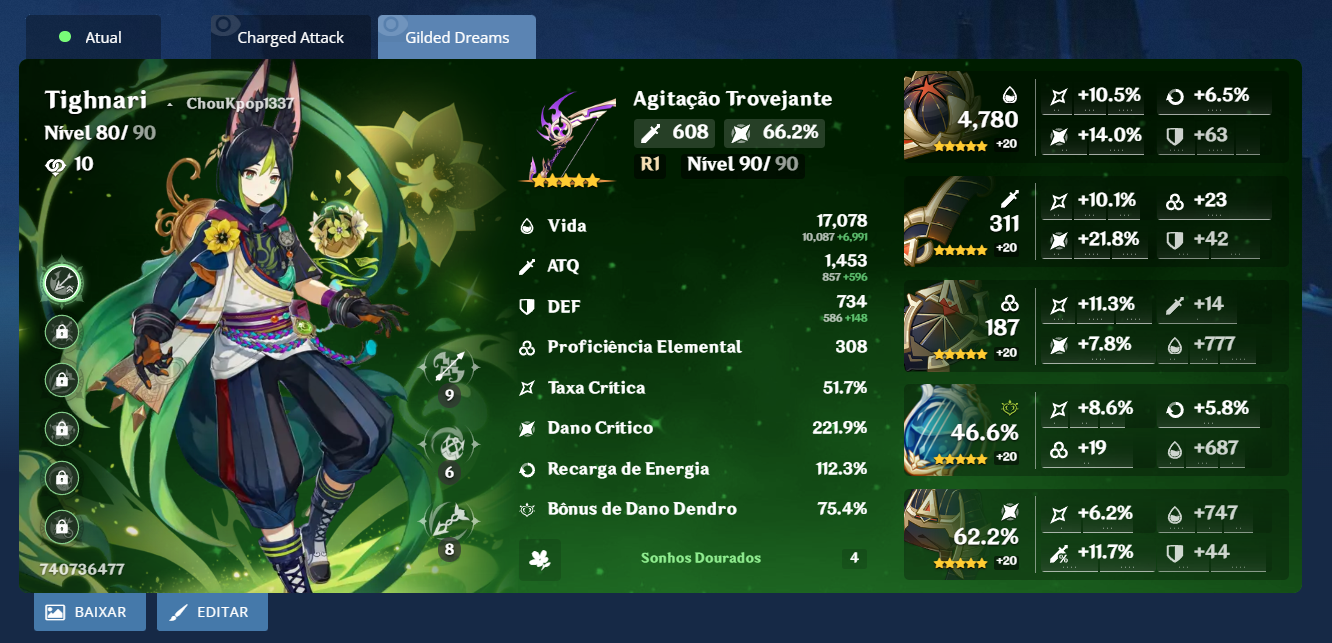 Atual
Charged Attack
Gilded Dreams
Tighnari
ChouKpop1337
Nível 80/ 90
10
9
6
8
740736477
Agitação Trovejante
608
66.2%
R1
Nível 90/ 90
Vida
17,078
10,087 +6,991
ATQ
1,453
857 +596
DEF
734
586 +148
Proficiência Elemental
308
Taxa Crítica
51.7%
Dano Crítico
221.9%
Recarga de Energia
112.3%
Bônus de Dano Dendro
75.4%
Sonhos Dourados
4
4,780
+20
+10.5%
+6.5%
+14.0%
+63
311
+20
+10.1%
+23
+21.8%
+42
187
+20
+11.3%
+14
+7.8%
+777
46.6%
+20
+8.6%
+5.8%
+19
+687
62.2%
+20
+6.2%
+747
+11.7%
+44
BAIXAR
EDITAR